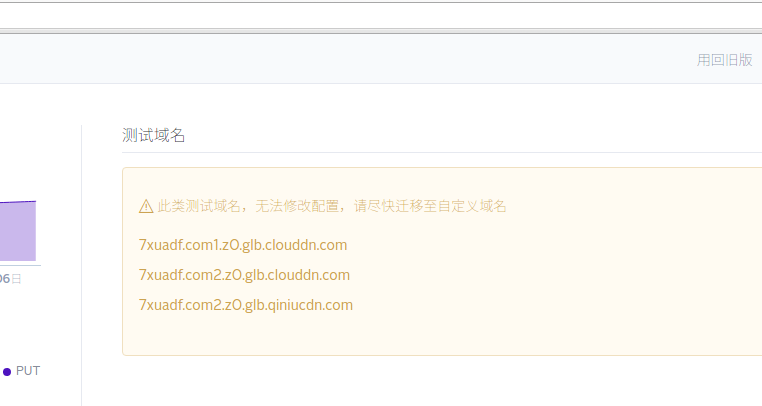 用回旧版
测试域名
此类测试域名，无法修改配置，请尽快迁移至自定义域名
7xuadf.com1.z0.glb.clouddn.com
7xuadf.com2.z0.glb.clouddn.com
7xuadf.com2.z0.glb.qiniucdn.com
06日
PUT